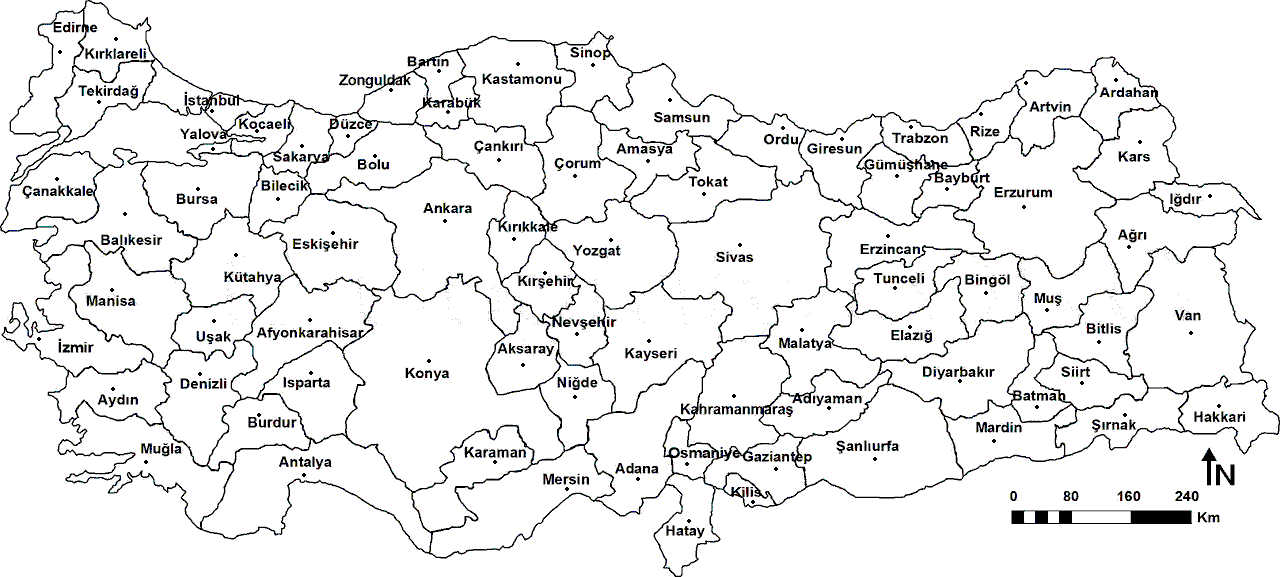 Edirne
Kırklareli
Tekirdağ
İstanbul
Yalova
Kocaeli
Sakarya
Düzce
Zonguldak
Bartın
Karabük
Kastamonu
Sinop
Samsun
Ordu
Giresun
Trabzon
Rize
Artvin
Ardahan
Çanakkale
Bursa
Bilecik
Bolu
Çankırı
Çorum
Amasya
Tokat
Gümüşhane
Bayburt
Erzurum
Kars
Iğdır
Balıkesir
Kütahya
Eskişehir
Ankara
Kırıkkale
Yozgat
Sivas
Erzincan
Ağrı
Manisa
Uşak
Afyonkarahisar
Kırşehir
Nevşehir
Kayseri
Malatya
Tunceli
Elazığ
Bingöl
Muş
Bitlis
Van
İzmir
Aydın
Denizli
Isparta
Burdur
Konya
Aksaray
Niğde
Kahramanmaraş
Adıyaman
Diyarbakır
Batman
Siirt
Mardin
Şırnak
Hakkari
Muğla
Antalya
Karaman
Mersin
Adana
Osmaniye
Gaziantep
Kilis
Hatay
Şanlıurfa
N
0 80 160 240
Km